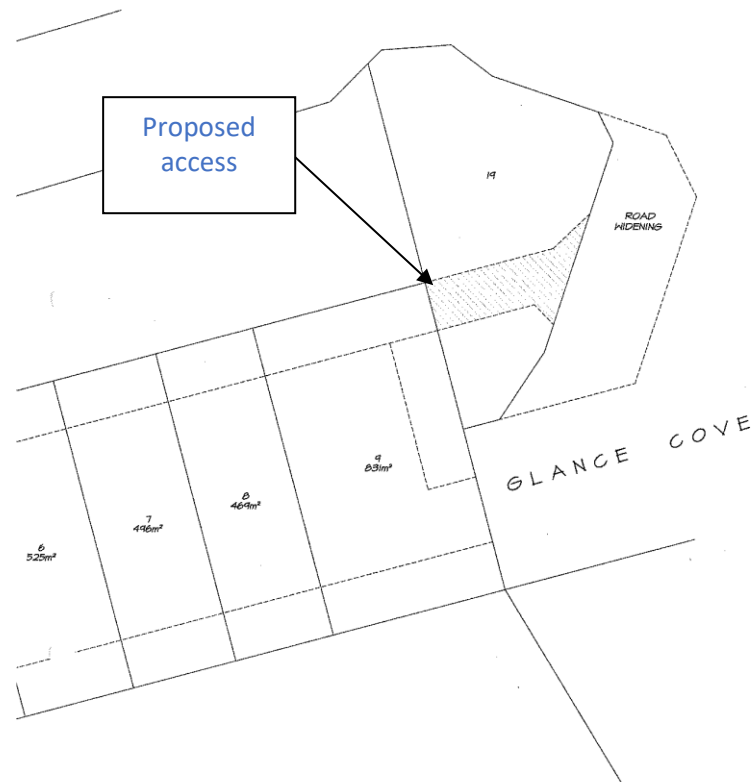 Proposed
access
19
ROAD
WIDENING
GLANCE COVE
9
831m²
8
469m²
7
496m²
6
525m²